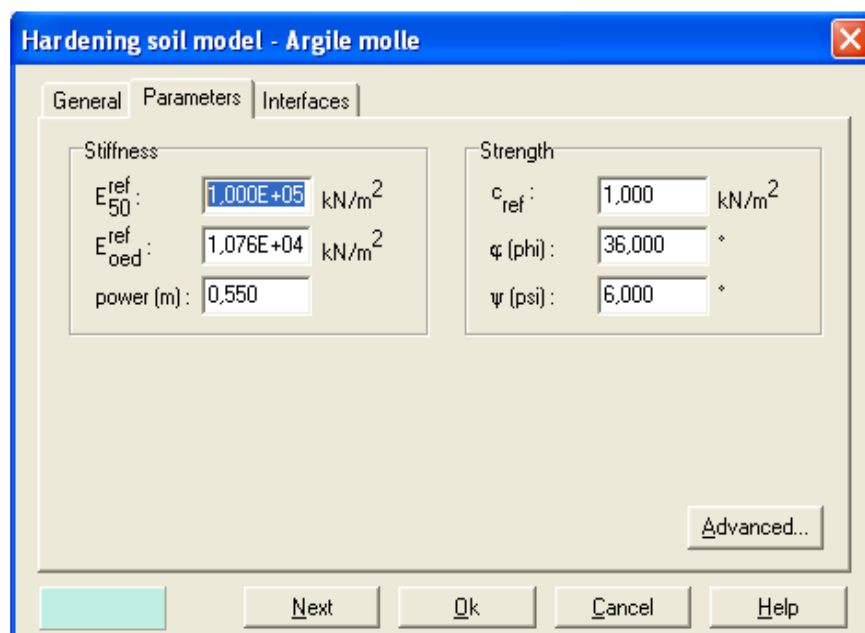 Hardening soil model - Argile molle
General Parameters Interfaces
Stiffness
E50ref : 1,000E+05 kN/m2
Eoedref : 1,076E+04 kN/m2
power (m) : 0,550
Strength
cref : 1,000 kN/m2
φ (phi) : 36,000 °
ψ (psi) : 6,000 °
Advanced...
Next Ok Cancel Help